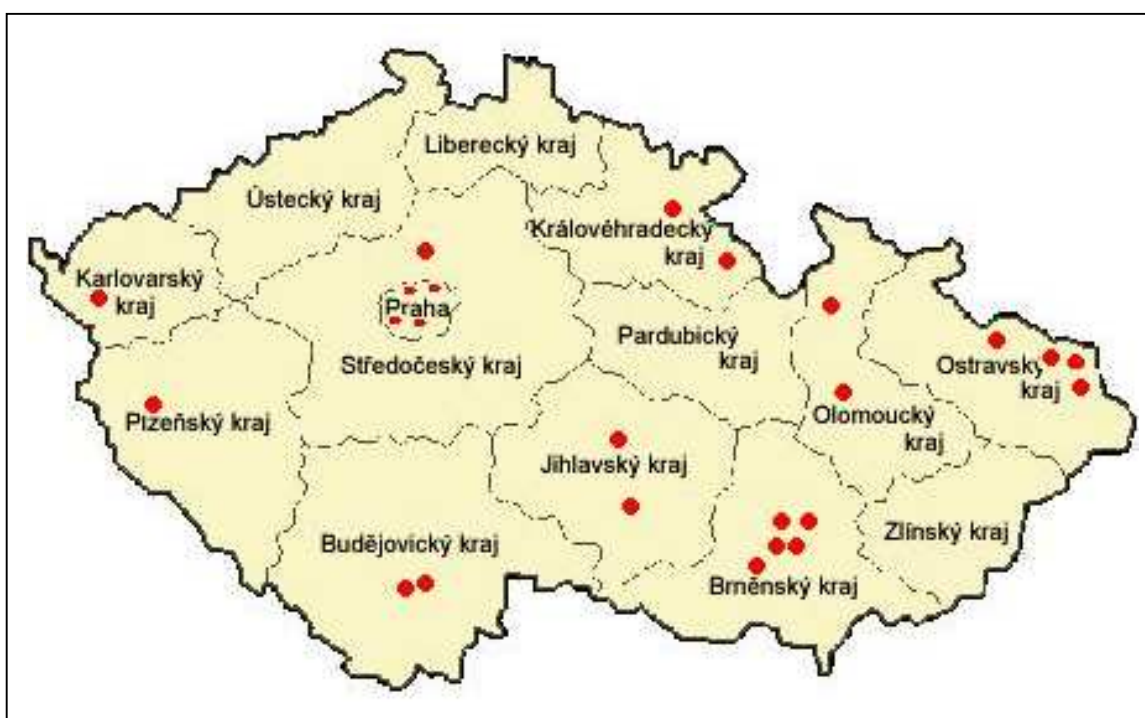 Liberecký kraj
Ústecký kraj
Královéhradecký
kraj
Karlovarský
kraj
Praha
Pardubický
kraj
Středočeský kraj
Ostravský
kraj
Plzeňský kraj
Olomoucký
kraj
Jihlavský kraj
Zlínský kraj
Budějovický kraj
Brněnský kraj